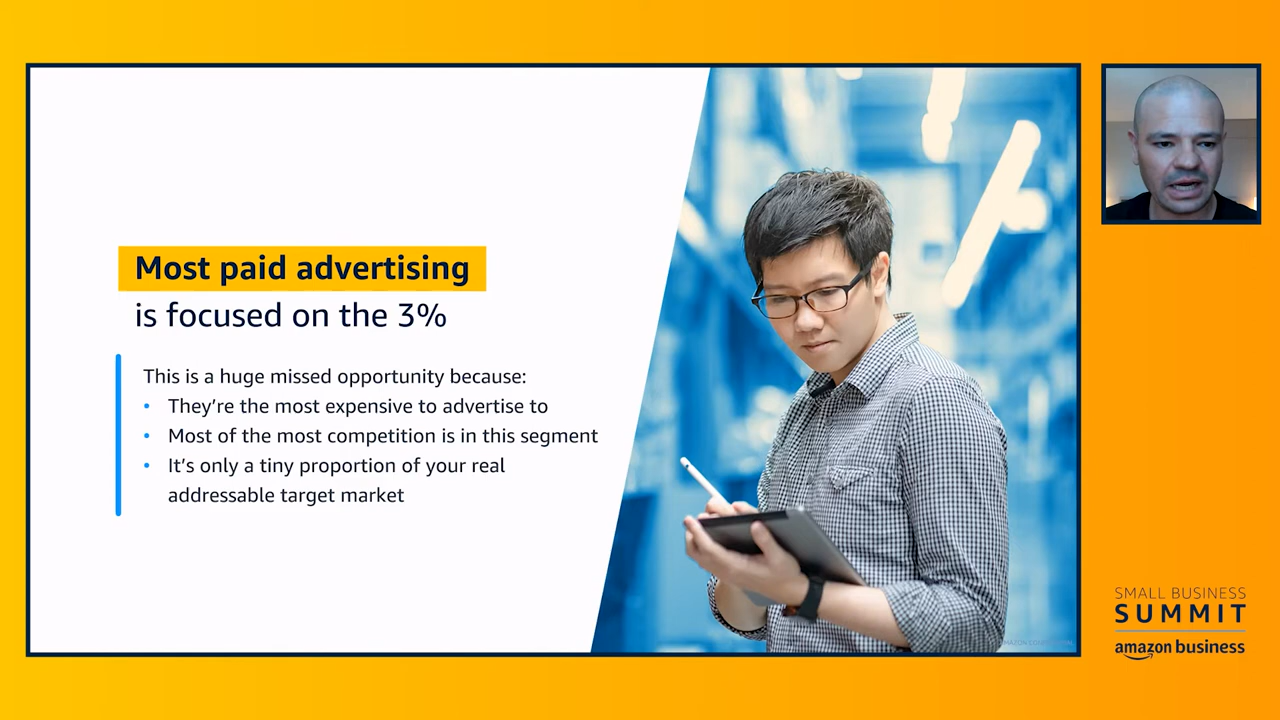 Most paid advertising
is focused on the 3%
This is a huge missed opportunity because:
• They're the most expensive to advertise to
• Most of the most competition is in this segment
• It's only a tiny proportion of your real
addressable target market
SMALL BUSINESS
SUMMIT
amazon business